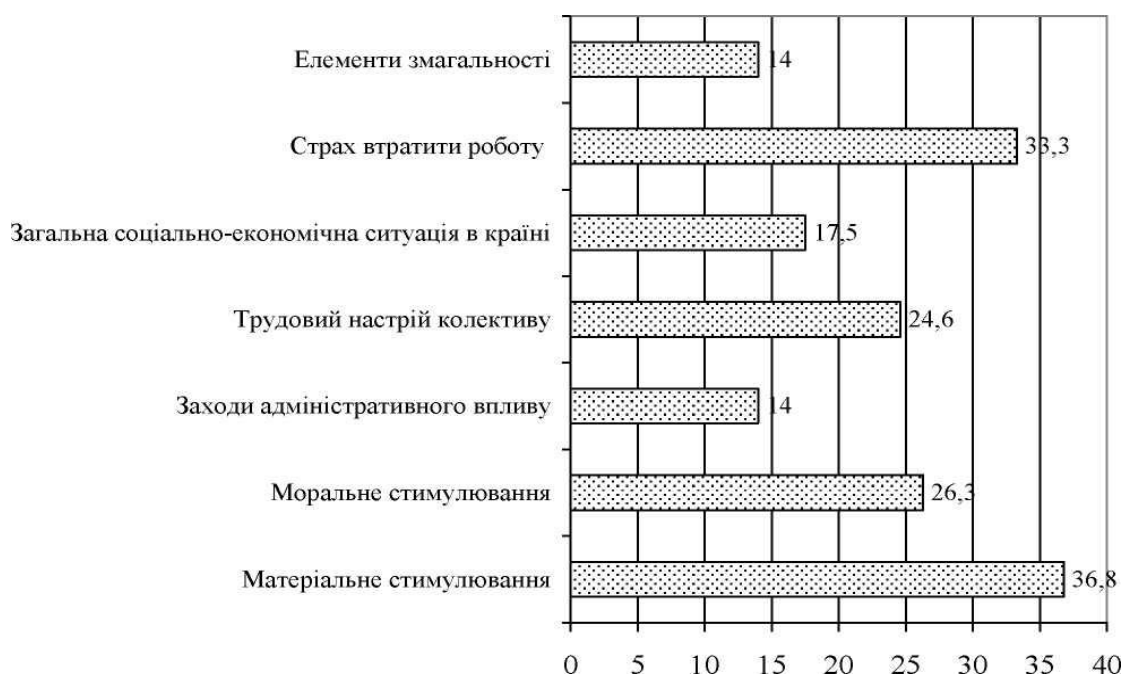 Елементи змагальності
14
Страх втратити роботу
33,3
Загальна соціально-економічна ситуація в країні
17,5
Трудовий настрій колективу
24,6
Заходи адміністративного впливу
14
Моральне стимулювання
26,3
Матеріальне стимулювання
36,8
0 5 10 15 20 25 30 35 40